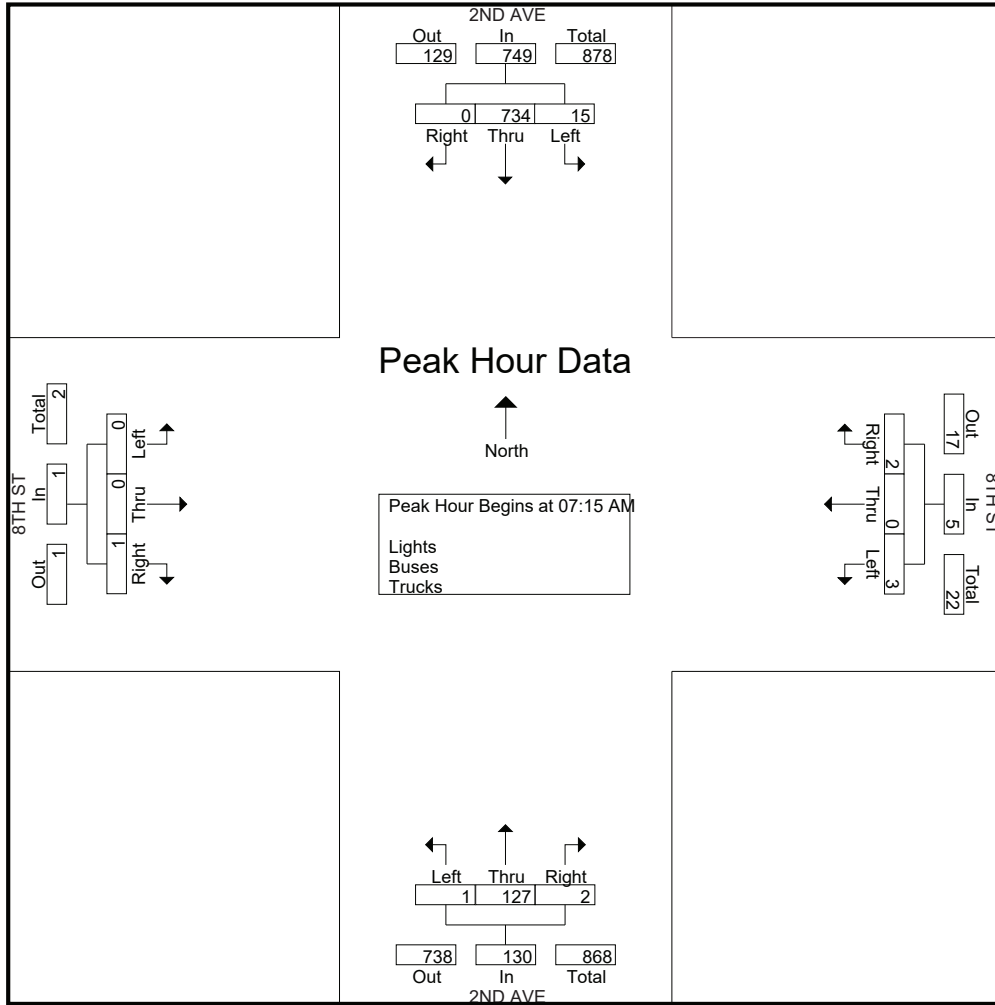 2ND AVE
Out In Total
129 749 878
0 734 15
Right Thru Left
Peak Hour Data
North
Peak Hour Begins at 07:15 AM
Lights
Buses
Trucks
8TH ST
Total In Out
2 1 1
0 0 1
Left Thru Right
Right Thru Left
2 0 3
17 5 22
Out In Total
8TH ST
Left Thru Right
1 127 2
738 130 868
Out In Total
2ND AVE